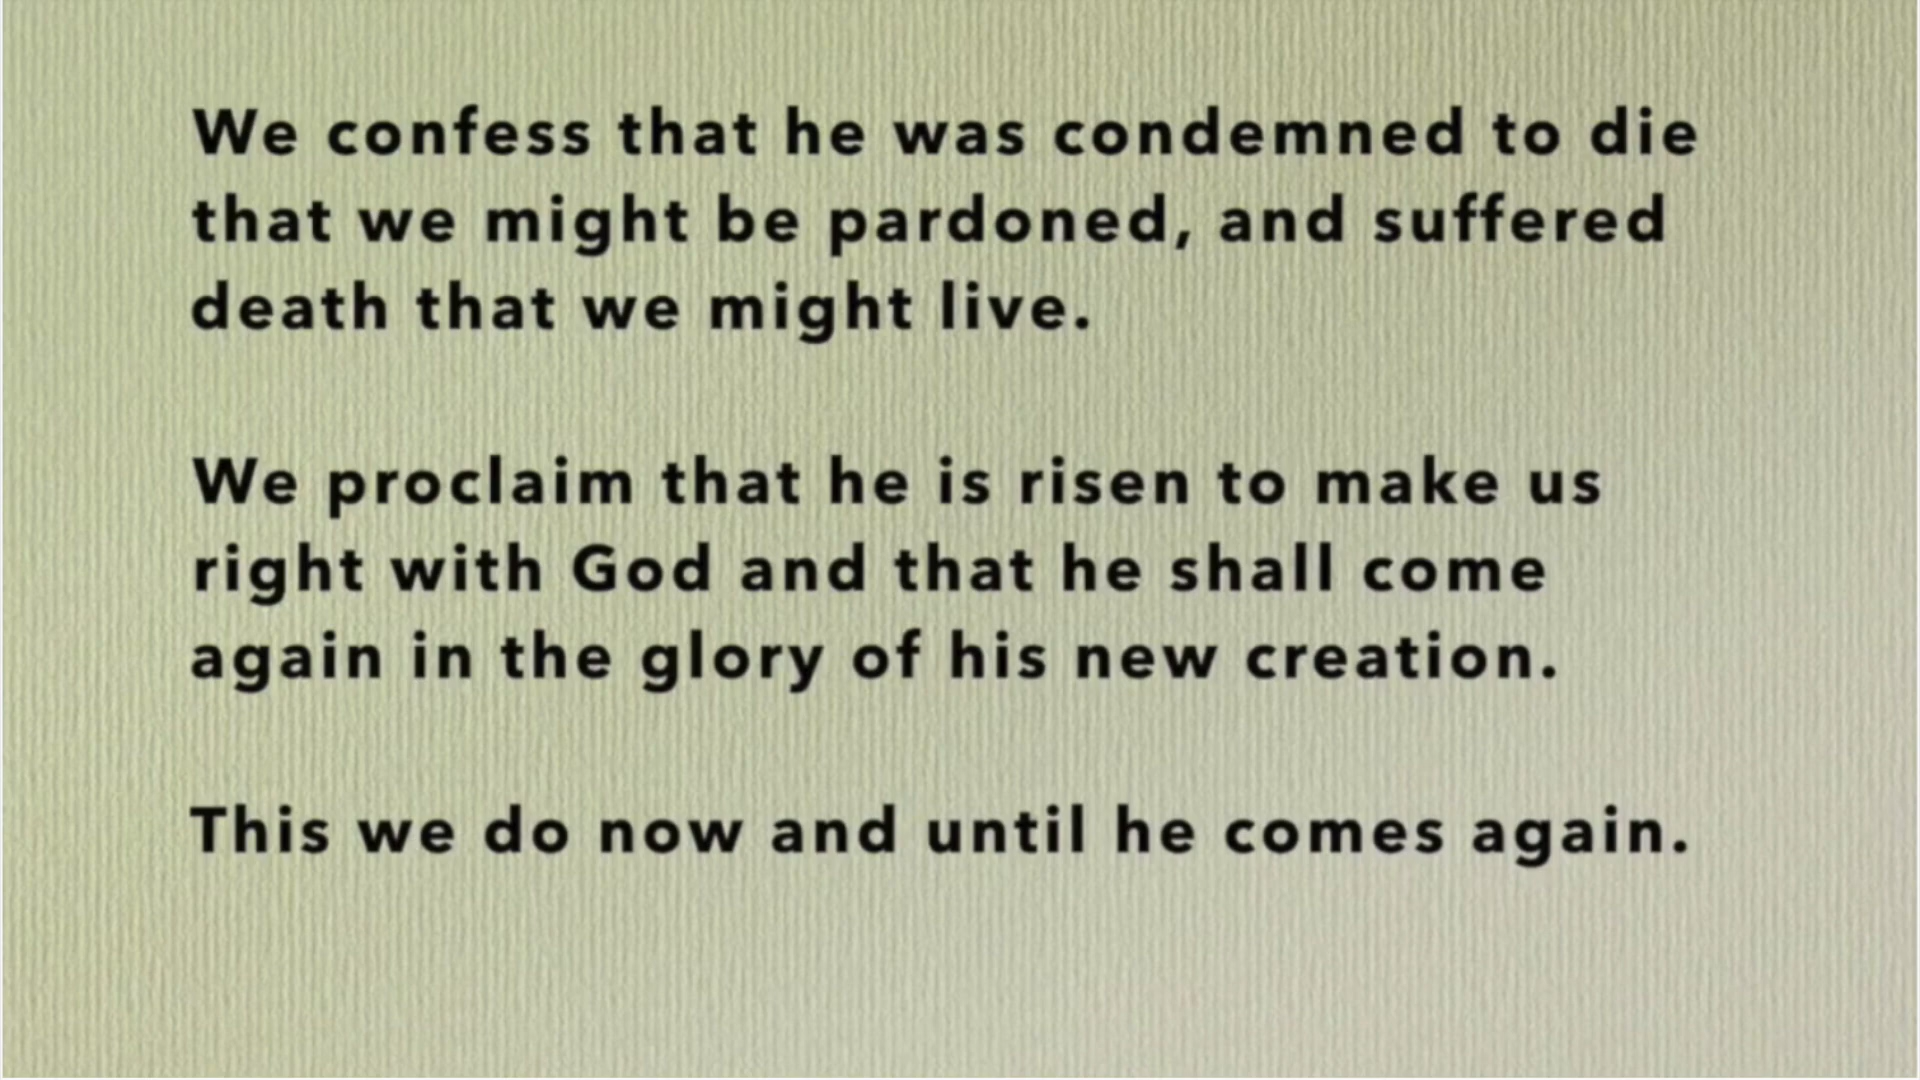 We confess that he was condemned to die
that we might be pardoned, and suffered
death that we might live.
We proclaim that he is risen to make us
right with God and that he shall come
again in the glory of his new creation.
This we do now and until he comes again.